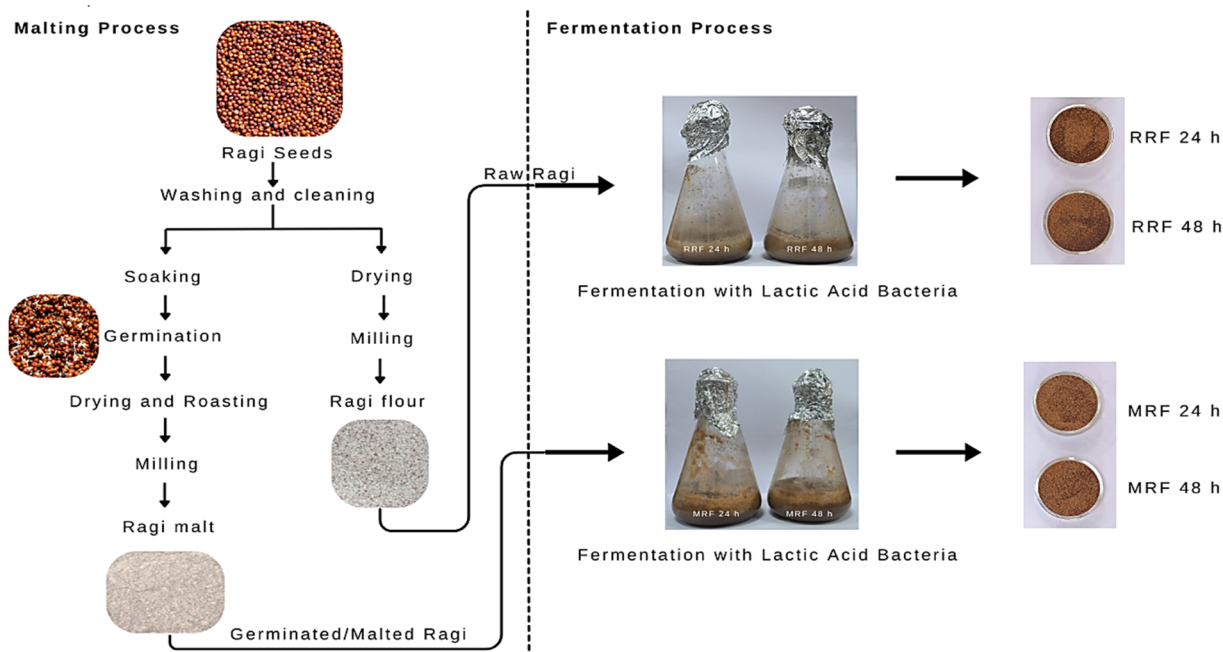 Malting Process
Ragi Seeds
Washing and cleaning
Soaking
Germination
Drying and Roasting
Milling
Ragi malt
Drying
Milling
Ragi flour
Raw Ragi
Germinated/Malted Ragi
Fermentation Process
RRF 24 h
RRF 48 h
Fermentation with Lactic Acid Bacteria
RRF 24 h
RRF 48 h
MRF 24 h
MRF 48 h
Fermentation with Lactic Acid Bacteria
MRF 24 h
MRF 48 h